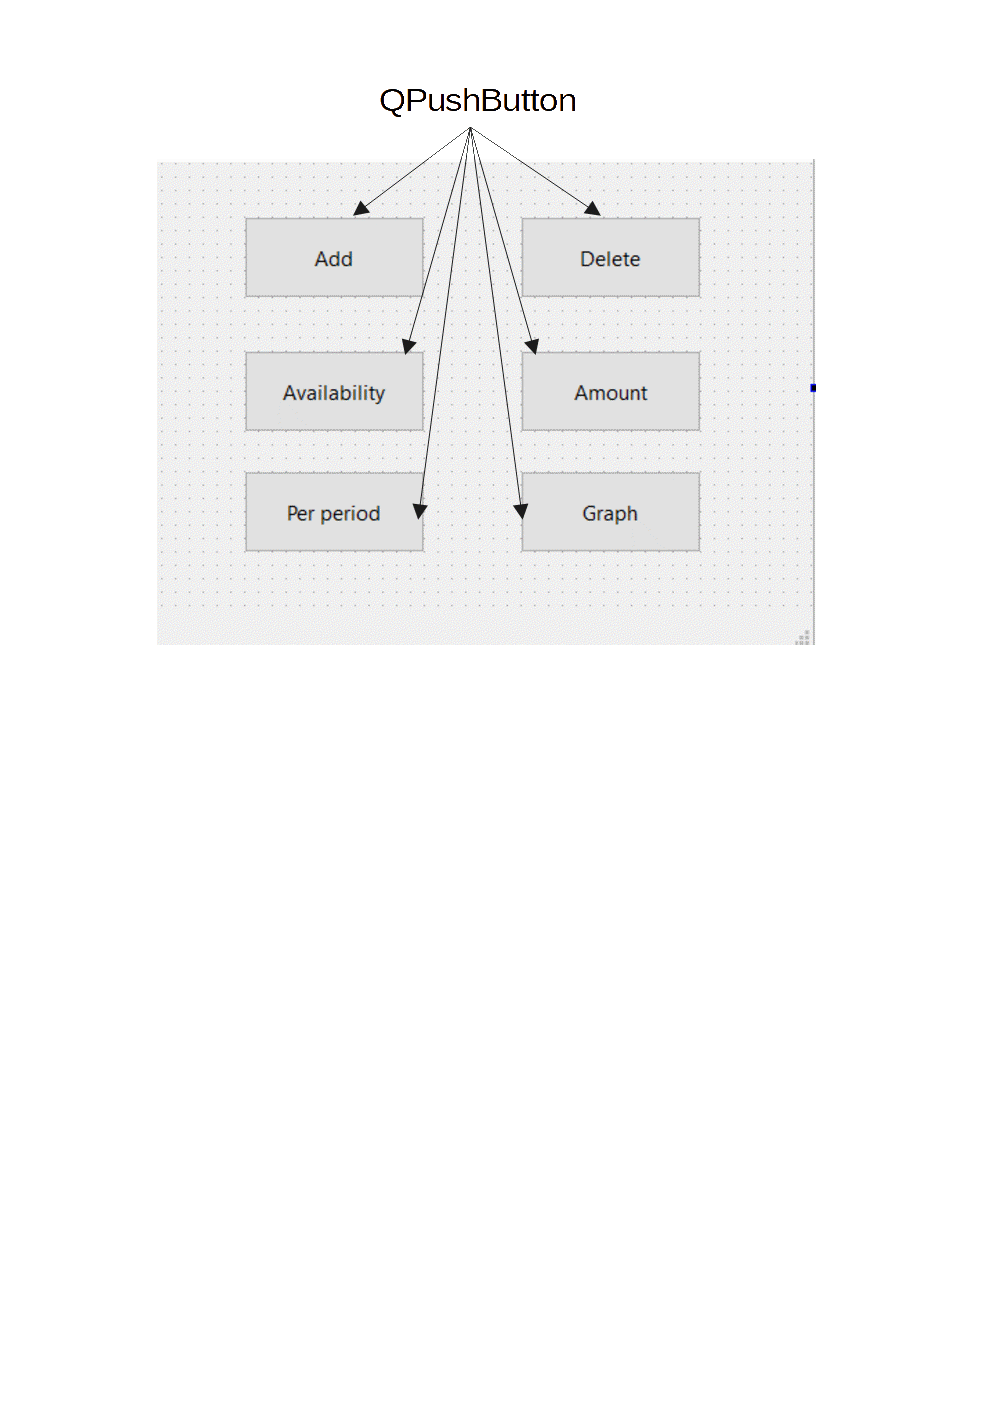 QPushButton
Add
Delete
Availability
Amount
Per period
Graph